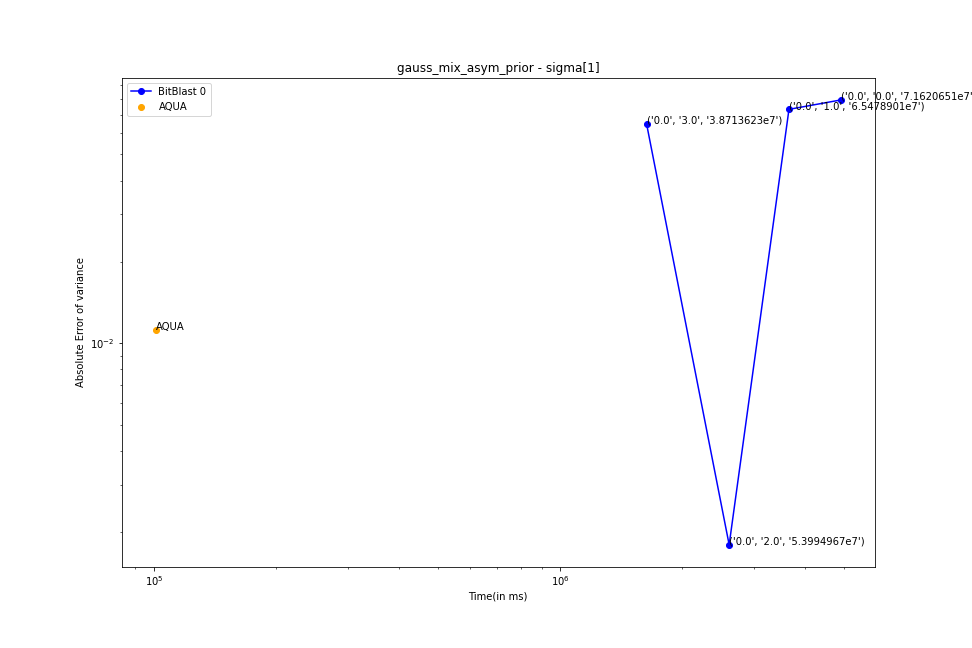 gauss_mix_asym_prior - sigma[1]
BitBlast 0
AQUA
('0.0', '0.0', '7.1620651e7'
('0.0', '1.0', '6.5478901e7')
('0.0', '3.0', '3.8713623e7')
AQUA
('0.0', '2.0', '5.3994967e7')
Absolute Error of variance
10⁻²
10⁵
10⁶
Time(in ms)